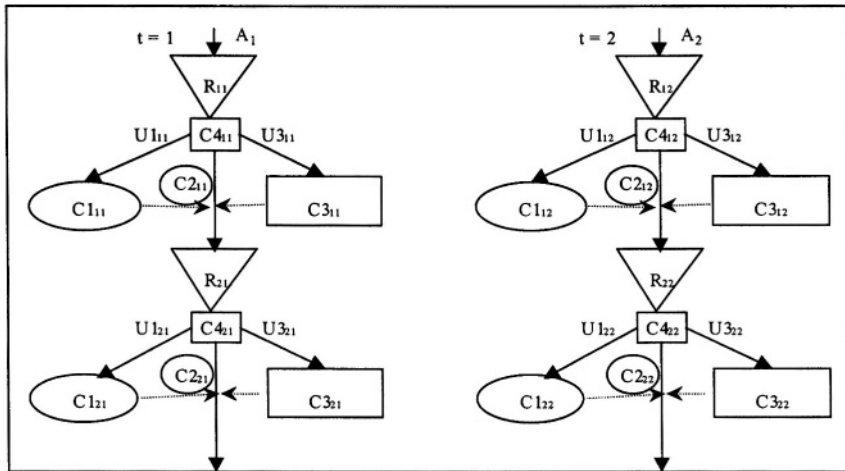 t = 1 A₁ t = 2 A₂
R₁₁ R₁₂
U1₁₁ C4₁₁ U3₁₁ U1₁₂ C4₁₂ U3₁₂
C2₁₁ C2₁₂
C1₁₁ C3₁₁ C1₁₂ C3₁₂
R₂₁ R₂₂
U1₂₁ C4₂₁ U3₂₁ U1₂₂ C4₂₂ U3₂₂
C2₂₁ C2₂₂
C1₂₁ C3₂₁ C1₂₂ C3₂₂